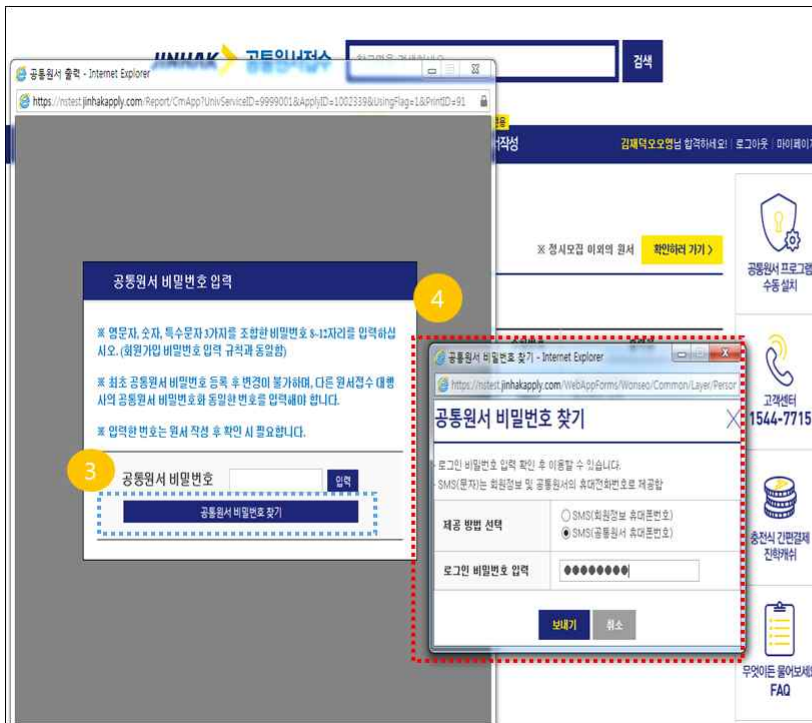 JINHAK 공통원서접수
검색
공통원서 출력 - Internet Explorer
https://nstest.jinhakapply.com/Report/CmApp?UnivServiceID=9999001&ApplyID=1002339&UsingFlag=1&PrintID=91
김재덕오오영님 합격하세요! | 로그아웃 | 마이페이지
※ 정시모집 이외의 원서
확인하러 가기 >
공통원서 프로그램
수동 설치
고객센터
1544-7715
충전식 간편결제
진학캐쉬
무엇이든 물어보세요
FAQ
공통원서 비밀번호 입력
※ 영문자, 숫자, 특수문자 3가지를 조합한 비밀번호 8~12자리를 입력하십
시오. (회원가입 비밀번호 입력 규칙과 동일함)
※ 최초 공통원서 비밀번호 등록 후 변경이 불가하며, 다른 원서접수 대행
사의 공통원서 비밀번호와 동일한 번호를 입력해야 합니다.
※ 입력한 번호는 원서 작성 후 확인 시 필요합니다.
3
공통원서 비밀번호
입력
공통원서 비밀번호 찾기
4
공통원서 비밀번호 찾기 - Internet Explorer
https://nstest.jinhakapply.com/WebAppForms/Wonseo/Common/Layer/Person
공통원서 비밀번호 찾기
- 로그인 비밀번호 입력 확인 후 이용할 수 있습니다.
- SMS(문자)는 회원정보 및 공통원서의 휴대전화번호로 제공함
제공 방법 선택
SMS(회원정보 휴대폰번호)
SMS(공통원서 휴대폰번호)
로그인 비밀번호 입력
보내기
취소